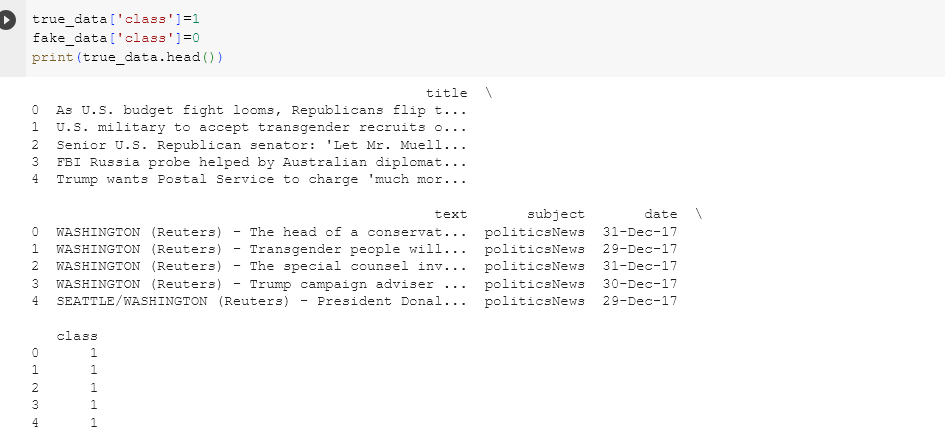 true_data['class']=1
fake_data['class']=0
print(true_data.head())
title \
0 As U.S. budget fight looms, Republicans flip t...
1 U.S. military to accept transgender recruits o...
2 Senior U.S. Republican senator: 'Let Mr. Muell...
3 FBI Russia probe helped by Australian diplomat...
4 Trump wants Postal Service to charge 'much mor...
text subject date \
0 WASHINGTON (Reuters) - The head of a conservat... politicsNews 31-Dec-17
1 WASHINGTON (Reuters) - Transgender people will... politicsNews 29-Dec-17
2 WASHINGTON (Reuters) - The special counsel inv... politicsNews 31-Dec-17
3 WASHINGTON (Reuters) - Trump campaign adviser ... politicsNews 30-Dec-17
4 SEATTLE/WASHINGTON (Reuters) - President Donal... politicsNews 29-Dec-17
class
0 1
1 1
2 1
3 1
4 1